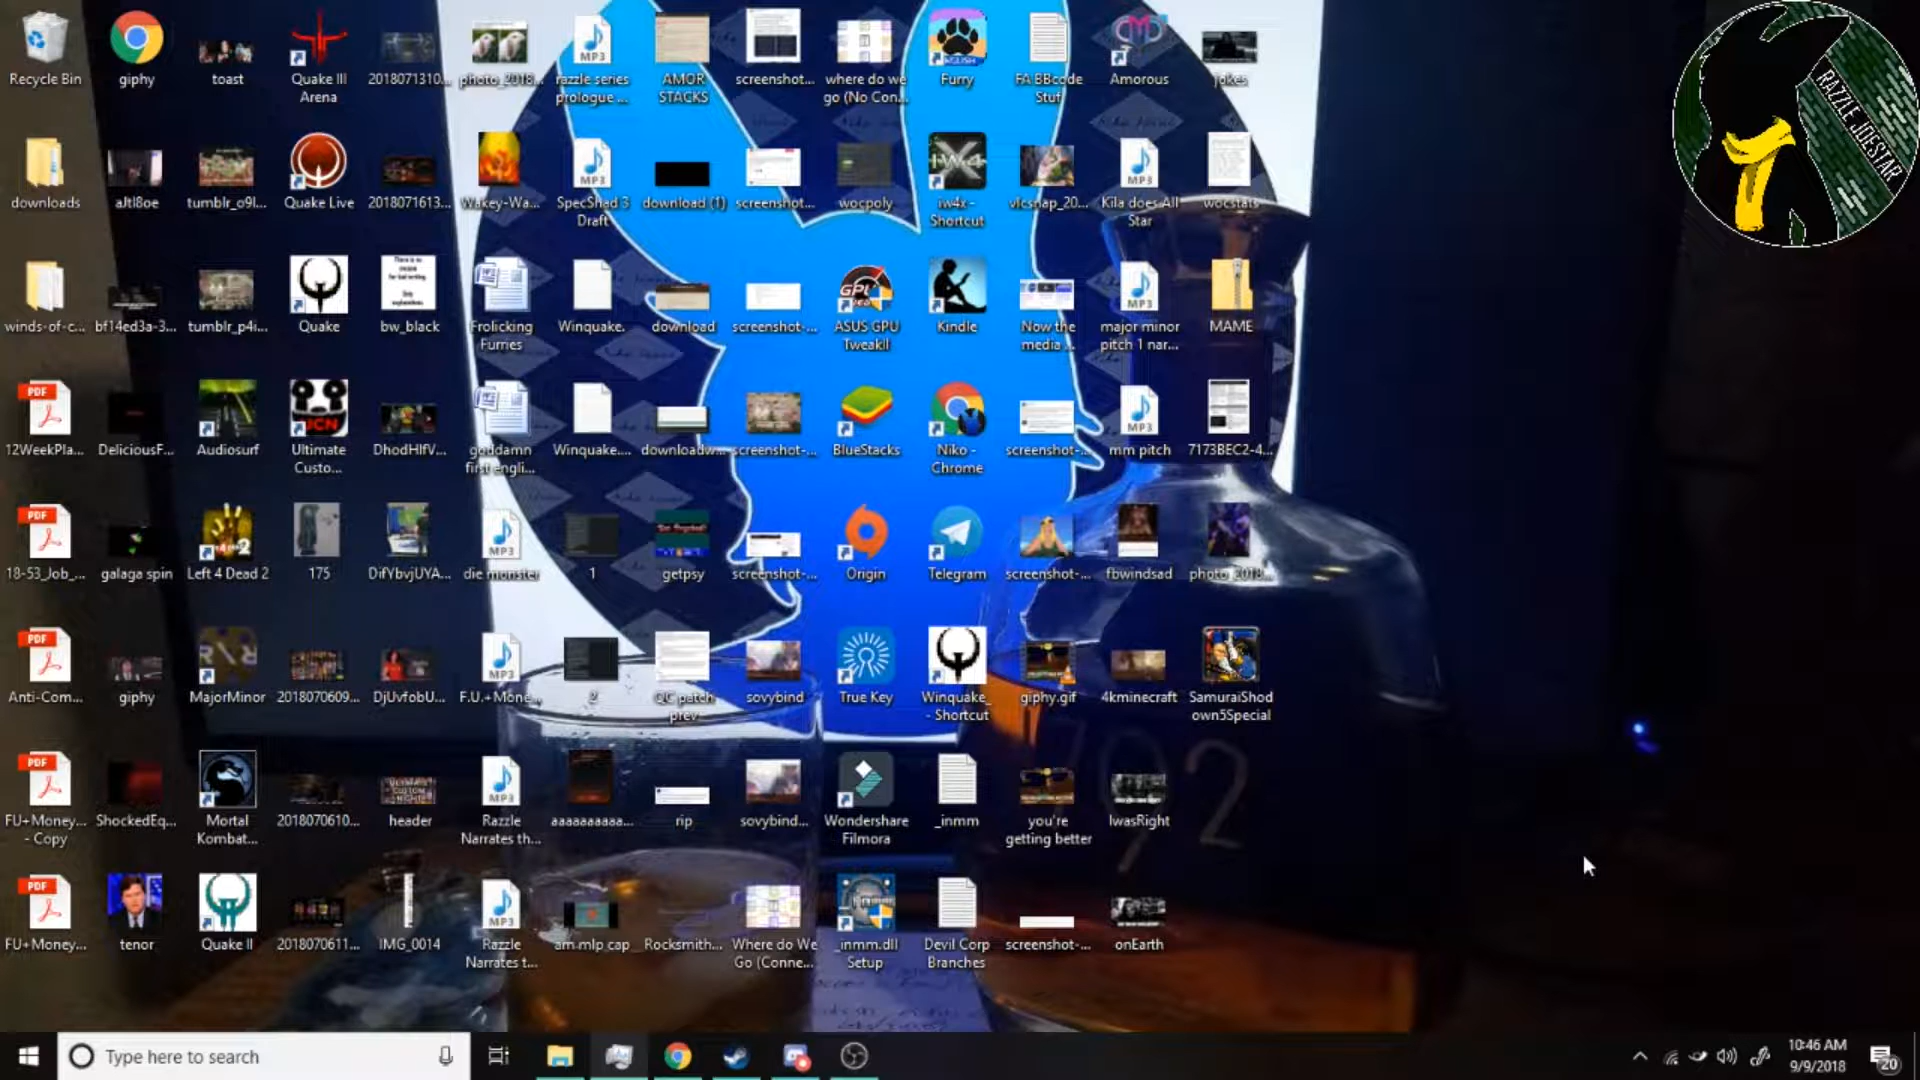 Recycle Bin
giphy
toast
Quake III
Arena
2018071310...
photo_2018...
razzle series
prologue ...
AMOR
STACKS
screenshot...
where do we
go (No Con...
Furry
FA BBcode
Stuff
Amorous
jokes
RAZZLE JOESTAR
downloads
aJtI8oe
tumblr_o9l...
Quake Live
2018071613...
Wakey-Wa...
SpecShad 3
Draft
download (1)
screenshot...
wocpoly
iw4x -
Shortcut
vlcsnap_20...
Kila does All
Star
wocstats
winds-of-c...
bf14ed3a-3...
tumblr_p4i...
Quake
bw_black
Frolicking
Furries
Winquake.
download
screenshot-...
ASUS GPU
TweakII
Kindle
Now the
media ...
major minor
pitch 1 nar...
MAME
12WeekPla...
DeliciousF...
Audiosurf
Ultimate
Custo...
DhodHlfV...
goddamn
first engli...
Winquake....
downloadw...
screenshot-...
BlueStacks
Niko -
Chrome
screenshot-...
mm pitch
7173BEC2-4...
18-53_Job_...
galaga spin
Left 4 Dead 2
175
DifYbvjUYA...
die monster
1
getpsy
screenshot-...
Origin
Telegram
screenshot-...
fbwindsad
photo_2018...
Anti-Com...
giphy
MajorMinor
2018070609...
DjUvfobU...
F.U.+Mone...
2
QC patch
prev
sovybind
True Key
Winquake_
- Shortcut
giphy.gif
4kminecraft
SamuraiShod
own5Special
FU+Money...
- Copy
ShockedEq...
Mortal
Kombat...
2018070610...
header
Razzle
Narrates th...
aaaaaaaaaa...
rip
sovybind...
Wondershare
Filmora
_inmm
you're
getting better
IwasRight
FU+Money...
tenor
Quake II
2018070611...
IMG_0014
Razzle
Narrates t...
am.mlp cap
Rocksmith...
Where do We
Go (Conne...
_inmm.dll
Setup
Devil Corp
Branches
screenshot-...
onEarth
Type here to search
10:46 AM
9/9/2018
20